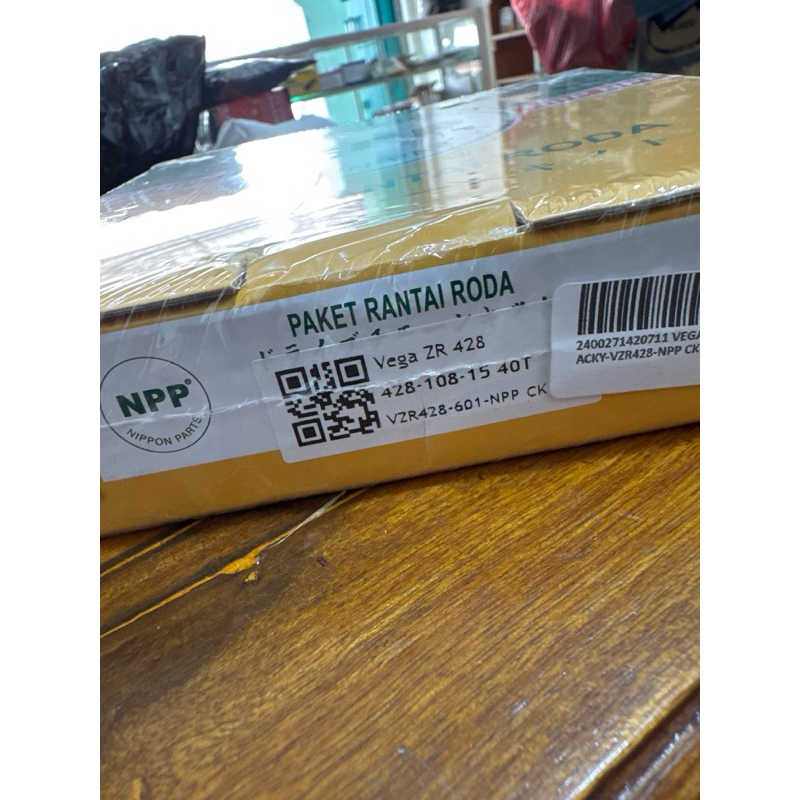 RODA
PAKET RANTAI RODA
NPP®
NIPPON PARTS
Vega ZR 428
428-108-15 40T
VZR428-601-NPP CK
2400271420711 VEGA
ACKY-VZR428-NPP CK